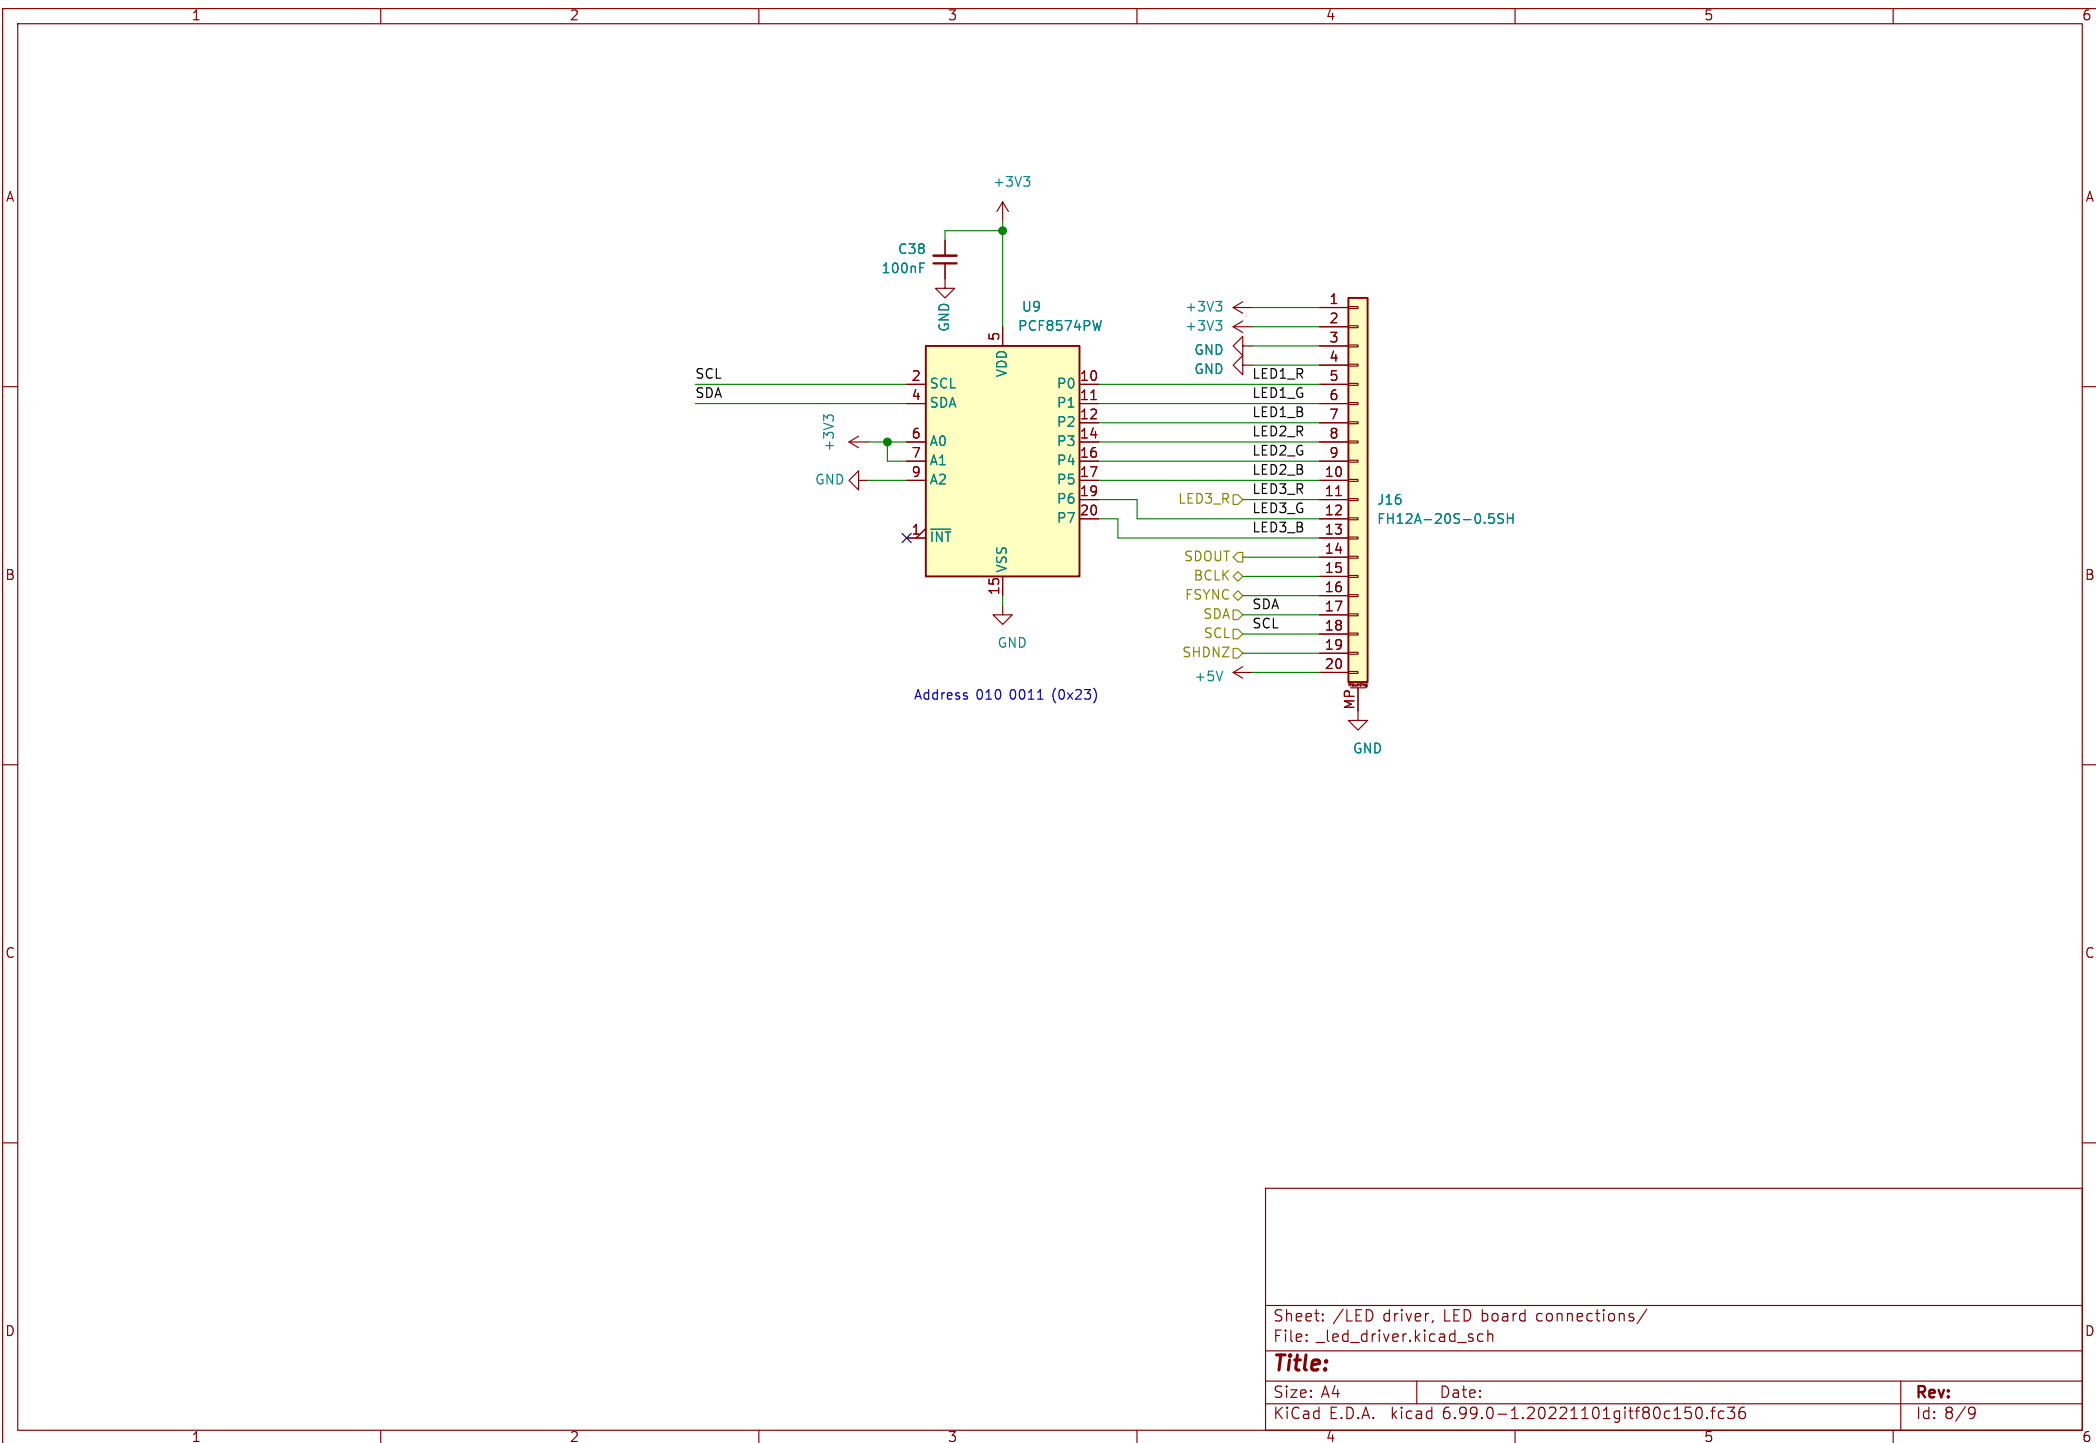 1 2 3 4 5 6
A A
+3V3
C38
100nF
GND
U9
PCF8574PW
5
VDD
SCL
SDA
2 SCL
4 SDA
+3V3
6 A0
7 A1
GND 9 A2
1 INT
VSS
15
GND
P0 10
P1 11
P2 12
P3 14
P4 16
P5 17
P6 19
P7 20
Address 010 0011 (0x23)
+3V3 1
+3V3 2
GND 3
GND 4
LED1_R 5
LED1_G 6
LED1_B 7
LED2_R 8
LED2_G 9
LED2_B 10
LED3_R LED3_R 11
LED3_G 12
LED3_B 13
SDOUT 14
BCLK 15
FSYNC 16
SDA SDA 17
SCL SCL 18
SHDNZ 19
+5V 20
J16
FH12A-20S-0.5SH
MP
GND
B B
C C
D D
Sheet: /LED driver, LED board connections/
File: _led_driver.kicad_sch
Title:
Size: A4 Date: Rev:
KiCad E.D.A. kicad 6.99.0-1.20221101gitf80c150.fc36 Id: 8/9
1 2 3 4 5 6